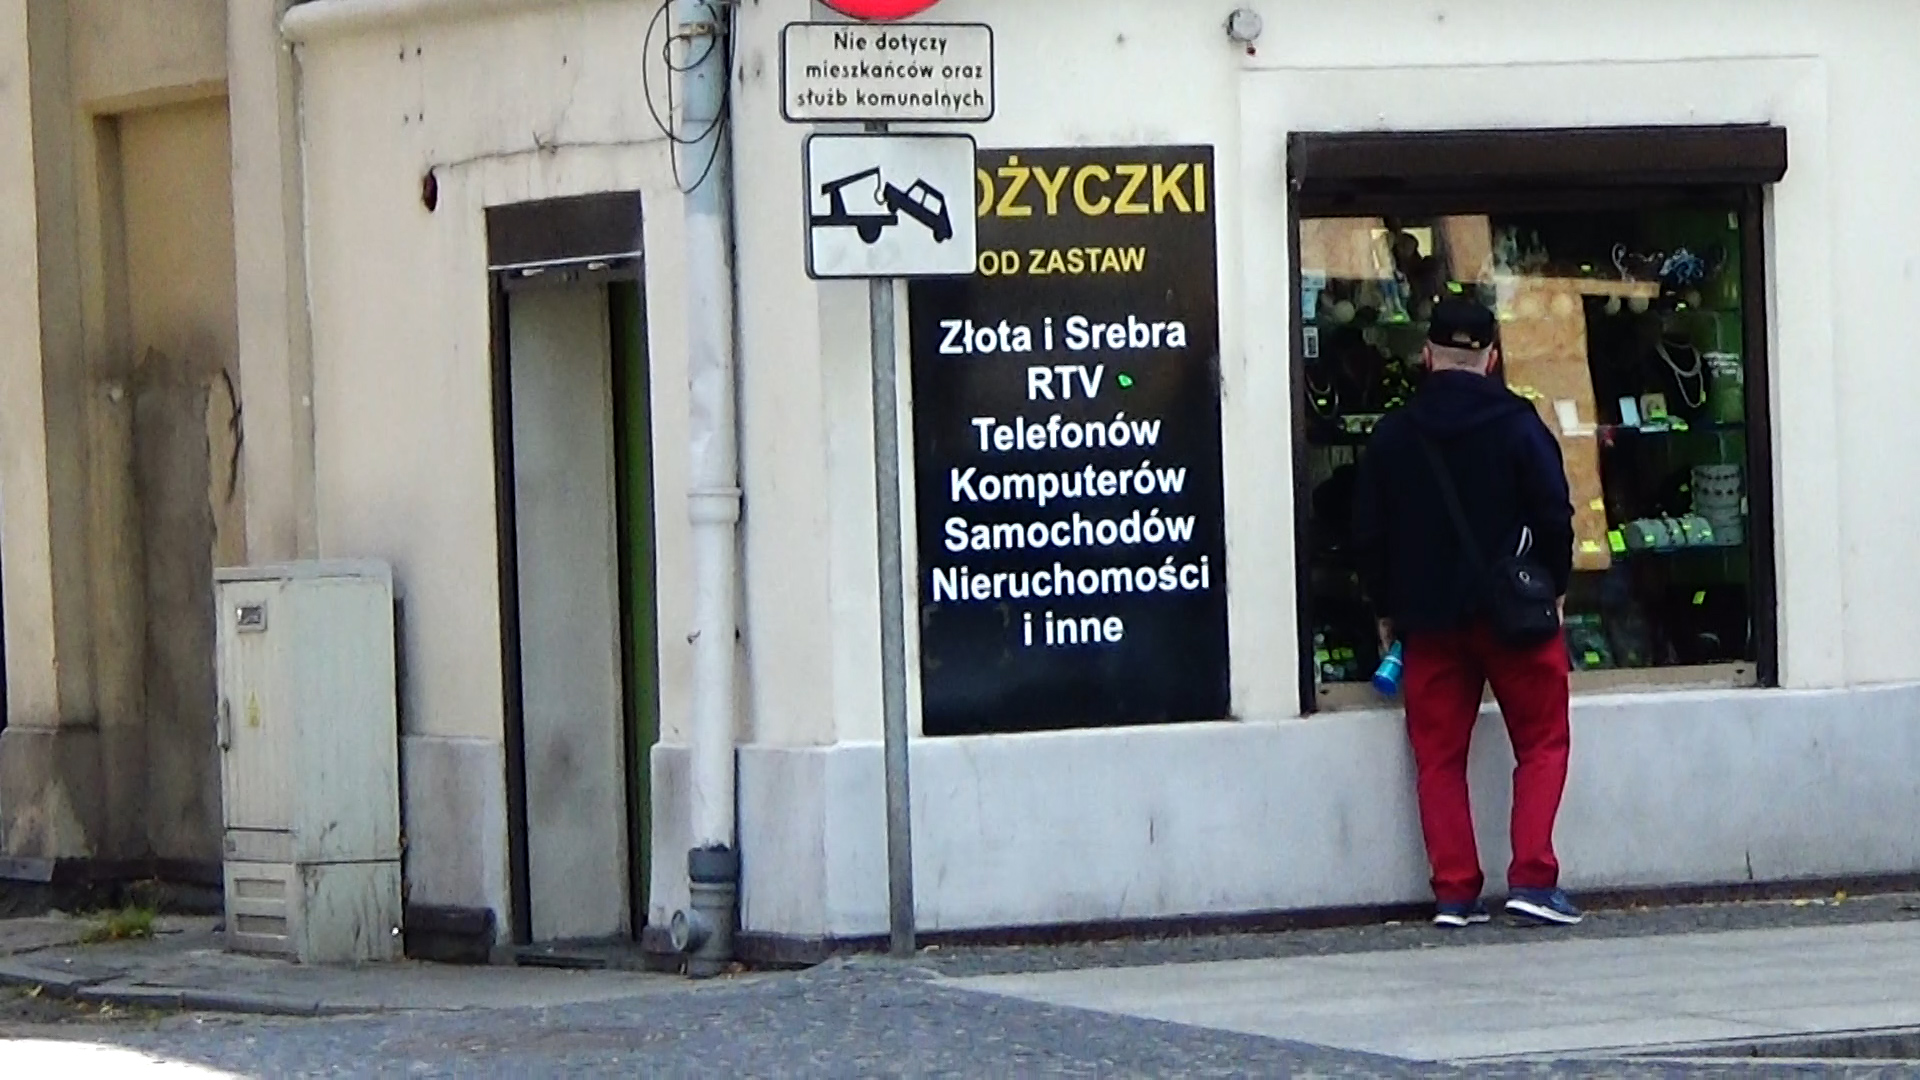 Nie dotyczy
mieszkańców oraz
służb komunalnych
OŻYCZKI
OD ZASTAW
Złota i Srebra
RTV
Telefonów
Komputerów
Samochodów
Nieruchomości
i inne